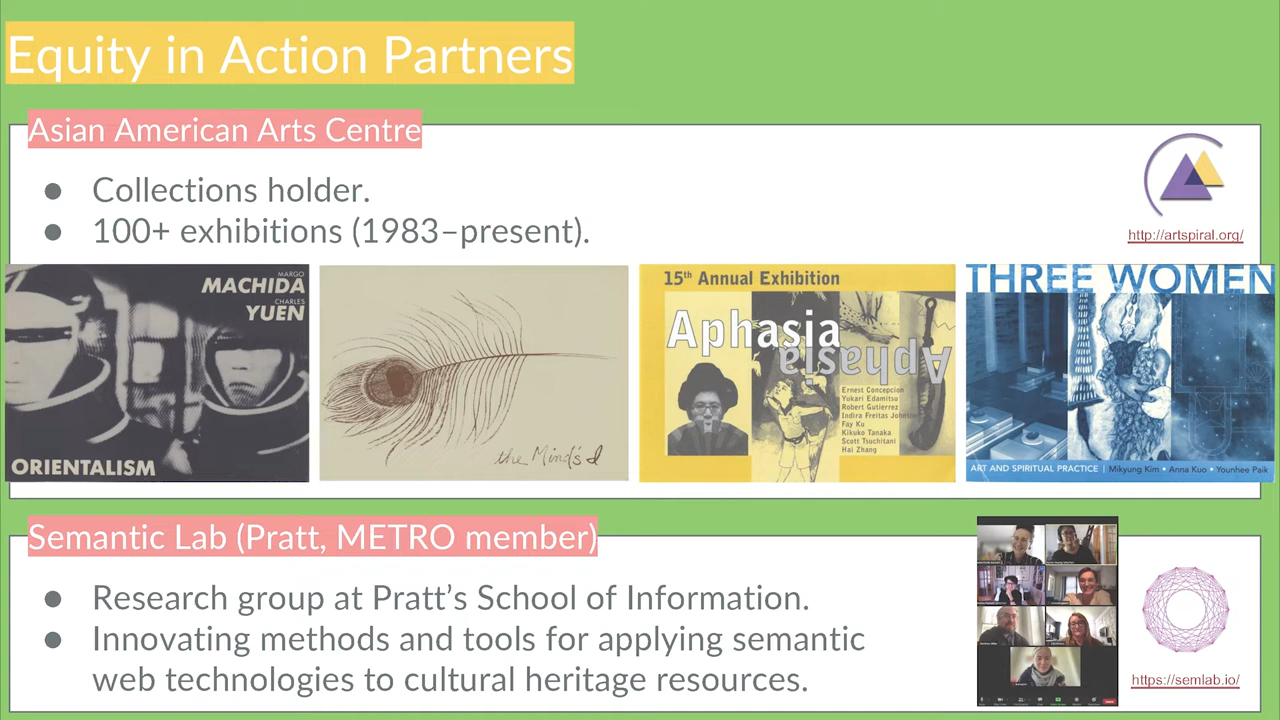 Equity in Action Partners
Asian American Arts Centre
● Collections holder.
● 100+ exhibitions (1983–present).
http://artspiral.org/
MARGO
MACHIDA
CHARLES
YUEN
ORIENTALISM
the Mind's
15th Annual Exhibition
Aphasia
Aphasia
Ernest Concepcion
Yukari Edamitsu
Robert Gutierrez
Indira Freitas
Fay Ku
Kikuko Tanaka
Scott Tsuchitani
Hai Zhang
THREE WOMEN
ART AND SPIRITUAL PRACTICE | Mikyung Kim • Anna Kuo • Younhee Paik
Semantic Lab (Pratt, METRO member)
● Research group at Pratt's School of Information.
● Innovating methods and tools for applying semantic
web technologies to cultural heritage resources.
https://semlab.io/